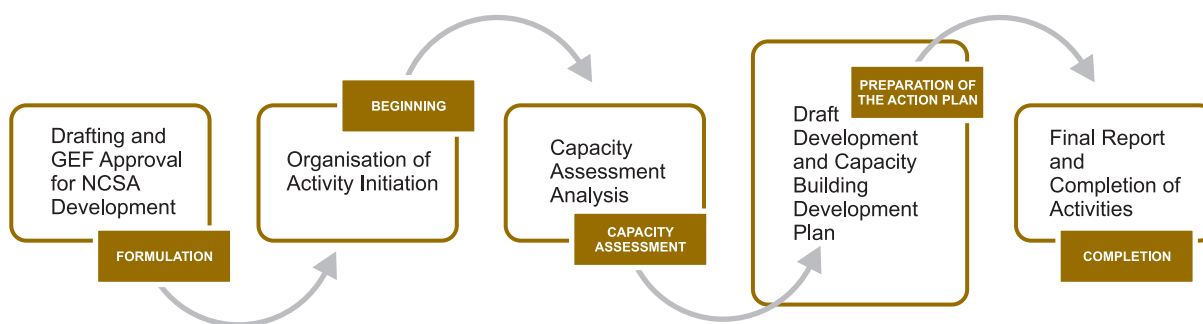 Drafting and
GEF Approval
for NCSA
Development
FORMULATION
BEGINNING
Organisation of
Activity Initiation
Capacity
Assessment
Analysis
CAPACITY
ASSESSMENT
PREPARATION OF
THE ACTION PLAN
Draft
Development
and Capacity
Building
Development
Plan
Final Report
and
Completion of
Activities
COMPLETION